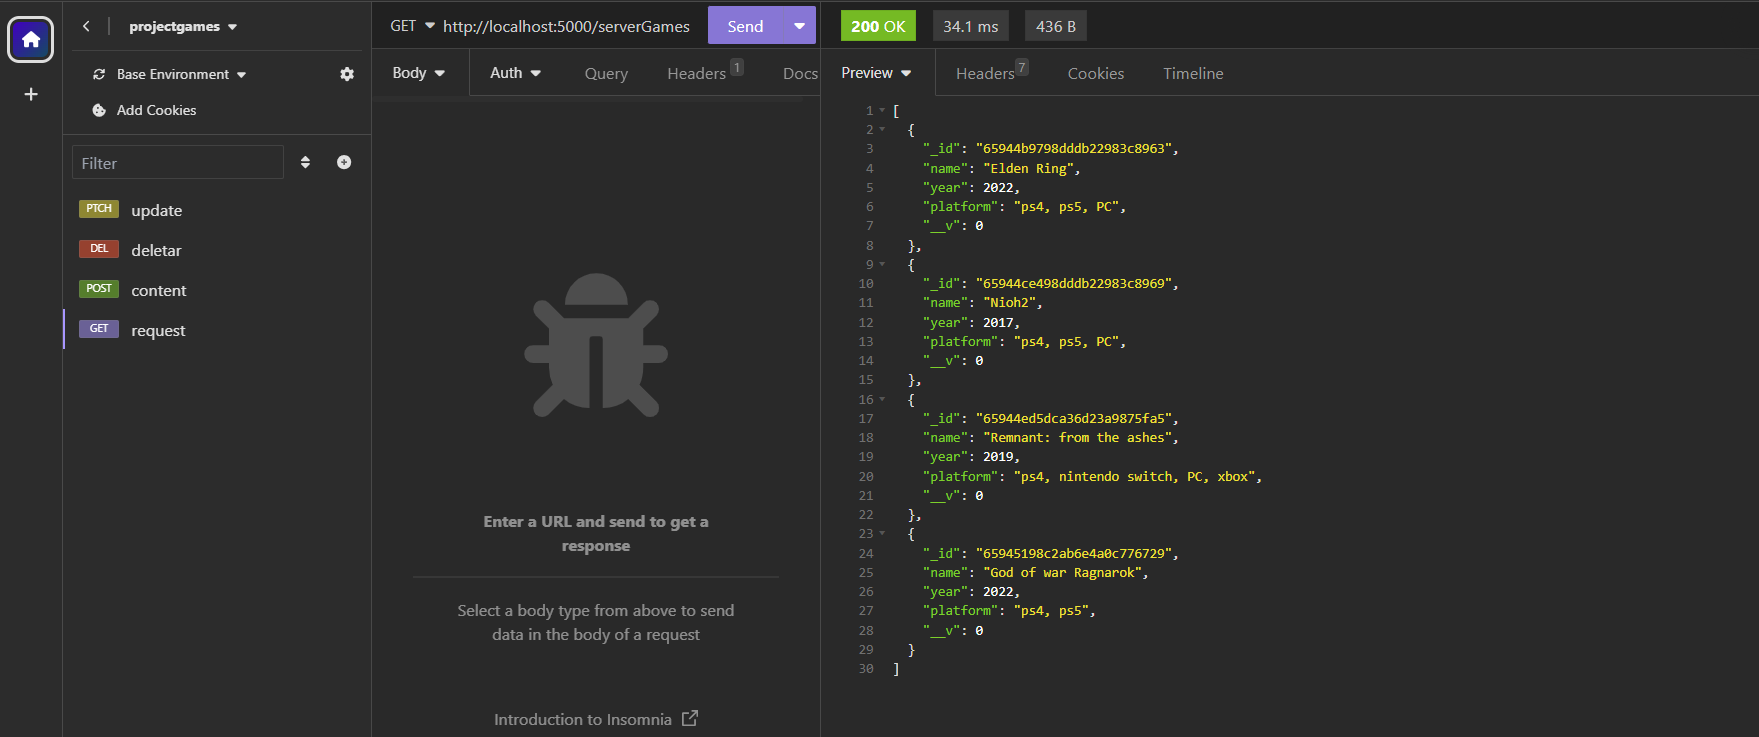 projectgames
Base Environment
Add Cookies
Filter
PTCH update
DEL deletar
POST content
GET request
GET http://localhost:5000/serverGames Send
Body Auth Query Headers 1 Docs
Enter a URL and send to get a
response
Select a body type from above to send
data in the body of a request
Introduction to Insomnia
200 OK 34.1 ms 436 B
Preview Headers 7 Cookies Timeline
1 [
2 {
3 "_id": "65944b9798dddb22983c8963",
4 "name": "Elden Ring",
5 "year": 2022,
6 "platform": "ps4, ps5, PC",
7 "__v": 0
8 },
9 {
10 "_id": "65944ce498dddb22983c8969",
11 "name": "Nioh2",
12 "year": 2017,
13 "platform": "ps4, ps5, PC",
14 "__v": 0
15 },
16 {
17 "_id": "65944ed5dca36d23a9875fa5",
18 "name": "Remnant: from the ashes",
19 "year": 2019,
20 "platform": "ps4, nintendo switch, PC, xbox",
21 "__v": 0
22 },
23 {
24 "_id": "65945198c2ab6e4a0c776729",
25 "name": "God of war Ragnarok",
26 "year": 2022,
27 "platform": "ps4, ps5",
28 "__v": 0
29 }
30 ]